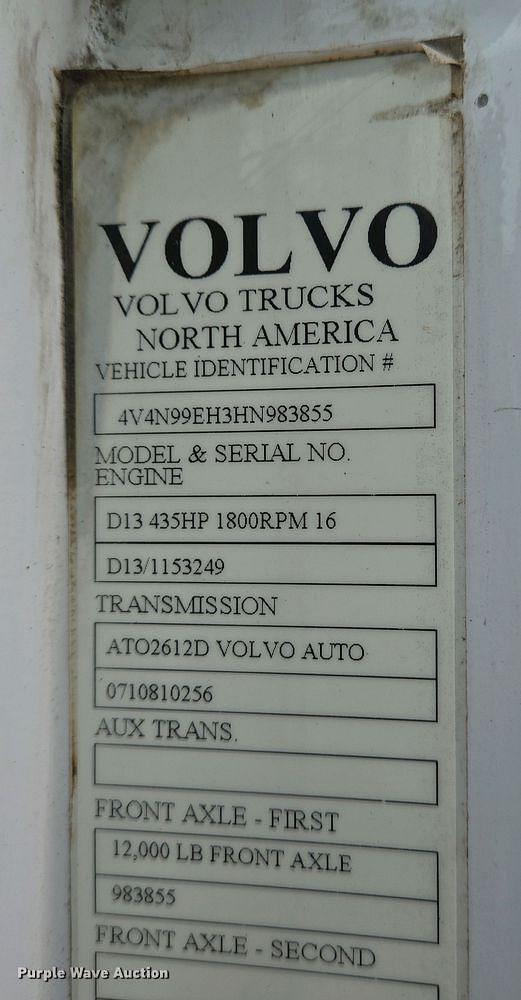 VOLVO
VOLVO TRUCKS
NORTH AMERICA
VEHICLE IDENTIFICATION #
4V4N99EH3HN983855
MODEL & SERIAL NO.
ENGINE
D13 435HP 1800RPM 16
D13/1153249
TRANSMISSION
ATO2612D VOLVO AUTO
0710810256
AUX TRANS.
FRONT AXLE - FIRST
12,000 LB FRONT AXLE
983855
FRONT AXLE - SECOND
Purple Wave Auction